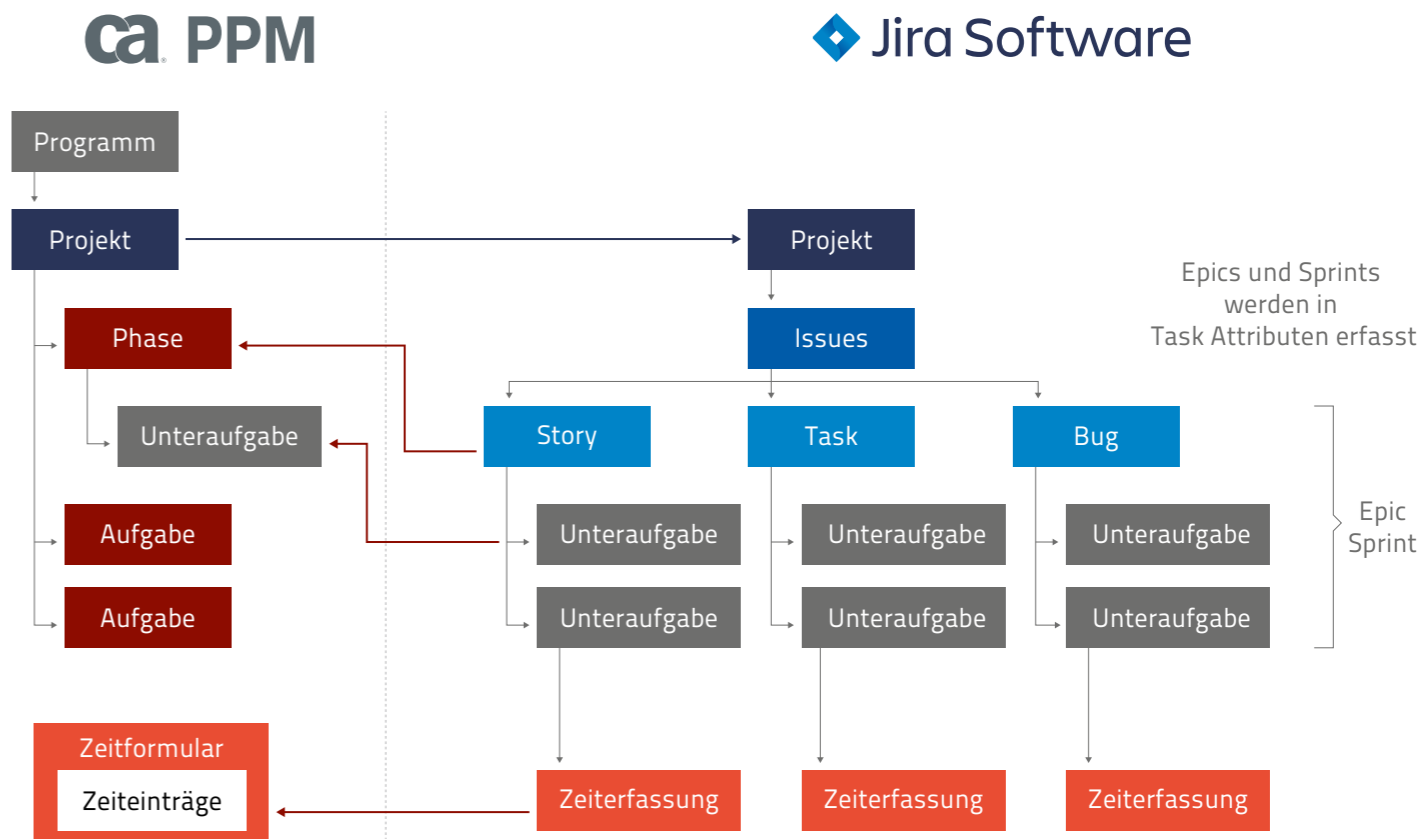 ca PPM
Jira Software
Programm
Projekt
Projekt
Epics und Sprints
werden in
Task Attributen erfasst
Phase
Issues
Unteraufgabe
Story
Task
Bug
Aufgabe
Unteraufgabe
Unteraufgabe
Unteraufgabe
Epic
Sprint
Aufgabe
Unteraufgabe
Unteraufgabe
Unteraufgabe
Zeitformular
Zeiteinträge
Zeiterfassung
Zeiterfassung
Zeiterfassung